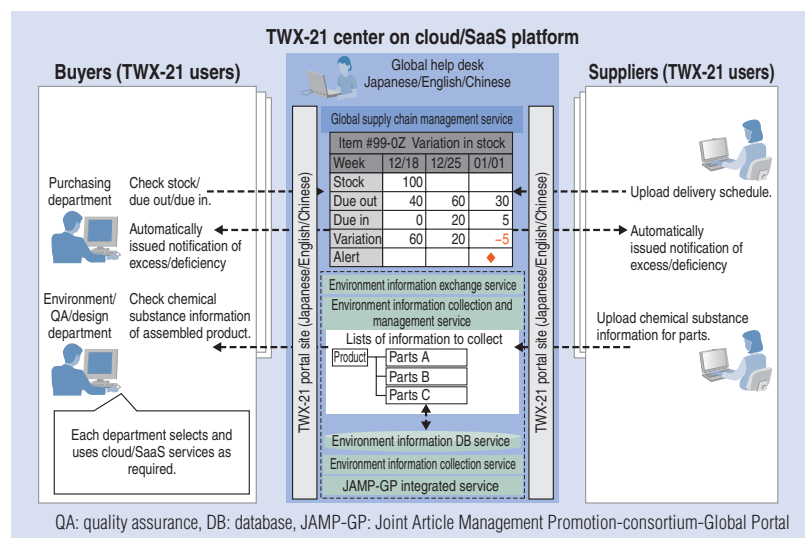 TWX-21 center on cloud/SaaS platform
Buyers (TWX-21 users)
Global help desk
Japanese/English/Chinese
Suppliers (TWX-21 users)
Purchasing
department
Check stock/
due out/due in.
Automatically
issued notification of
excess/deficiency
Environment/
QA/design
department
Check chemical
substance information
of assembled product.
Each department selects and
uses cloud/SaaS services as
required.
TWX-21 portal site (Japanese/English/Chinese)
Global supply chain management service
Item #99-0Z Variation in stock
Week 12/18 12/25 01/01
Stock 100
Due out 40 60 30
Due in 0 20 5
Variation 60 20 –5
Alert
Environment information exchange service
Environment information collection and
management service
Lists of information to collect
Product
Parts A
Parts B
Parts C
Environment information DB service
Environment information collection service
JAMP-GP integrated service
TWX-21 portal site (Japanese/English/Chinese)
Upload delivery schedule.
Automatically
issued notification of
excess/deficiency
Upload chemical substance
information for parts.
QA: quality assurance, DB: database, JAMP-GP: Joint Article Management Promotion-consortium-Global Portal